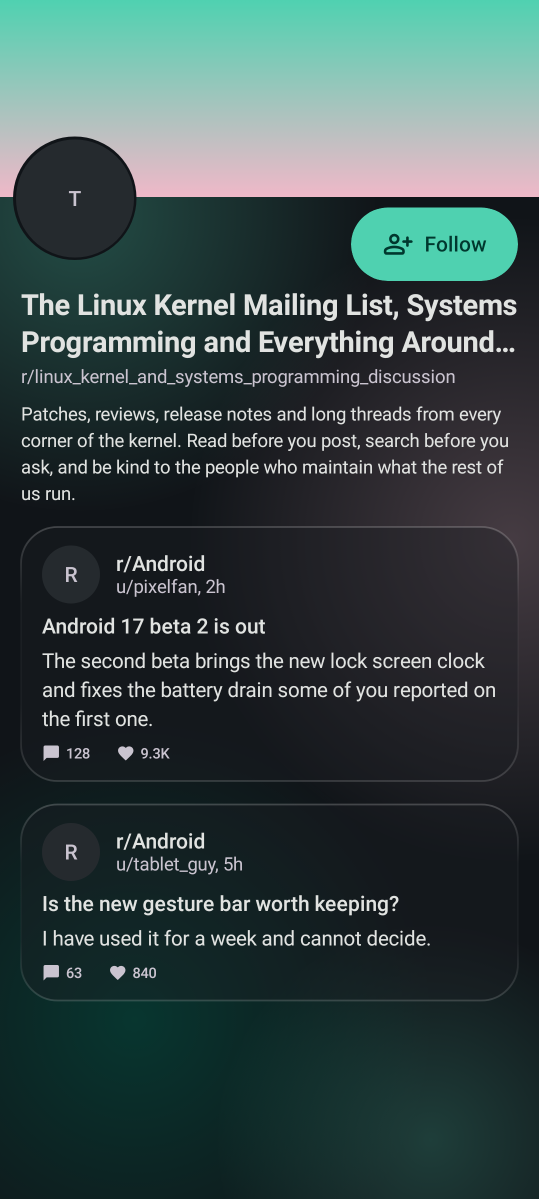 T
Follow
The Linux Kernel Mailing List, Systems
Programming and Everything Around…
r/linux_kernel_and_systems_programming_discussion
Patches, reviews, release notes and long threads from every
corner of the kernel. Read before you post, search before you
ask, and be kind to the people who maintain what the rest of
us run.
R
r/Android
u/pixelfan, 2h
Android 17 beta 2 is out
The second beta brings the new lock screen clock
and fixes the battery drain some of you reported on
the first one.
128 9.3K
R
r/Android
u/tablet_guy, 5h
Is the new gesture bar worth keeping?
I have used it for a week and cannot decide.
63 840